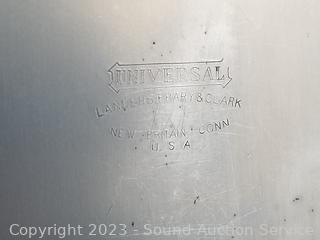 UNIVERSAL
LANDERS FRARY & CLARK
NEW BRITAIN CONN
U.S.A
Copyright 2023 - Sound Auction Service